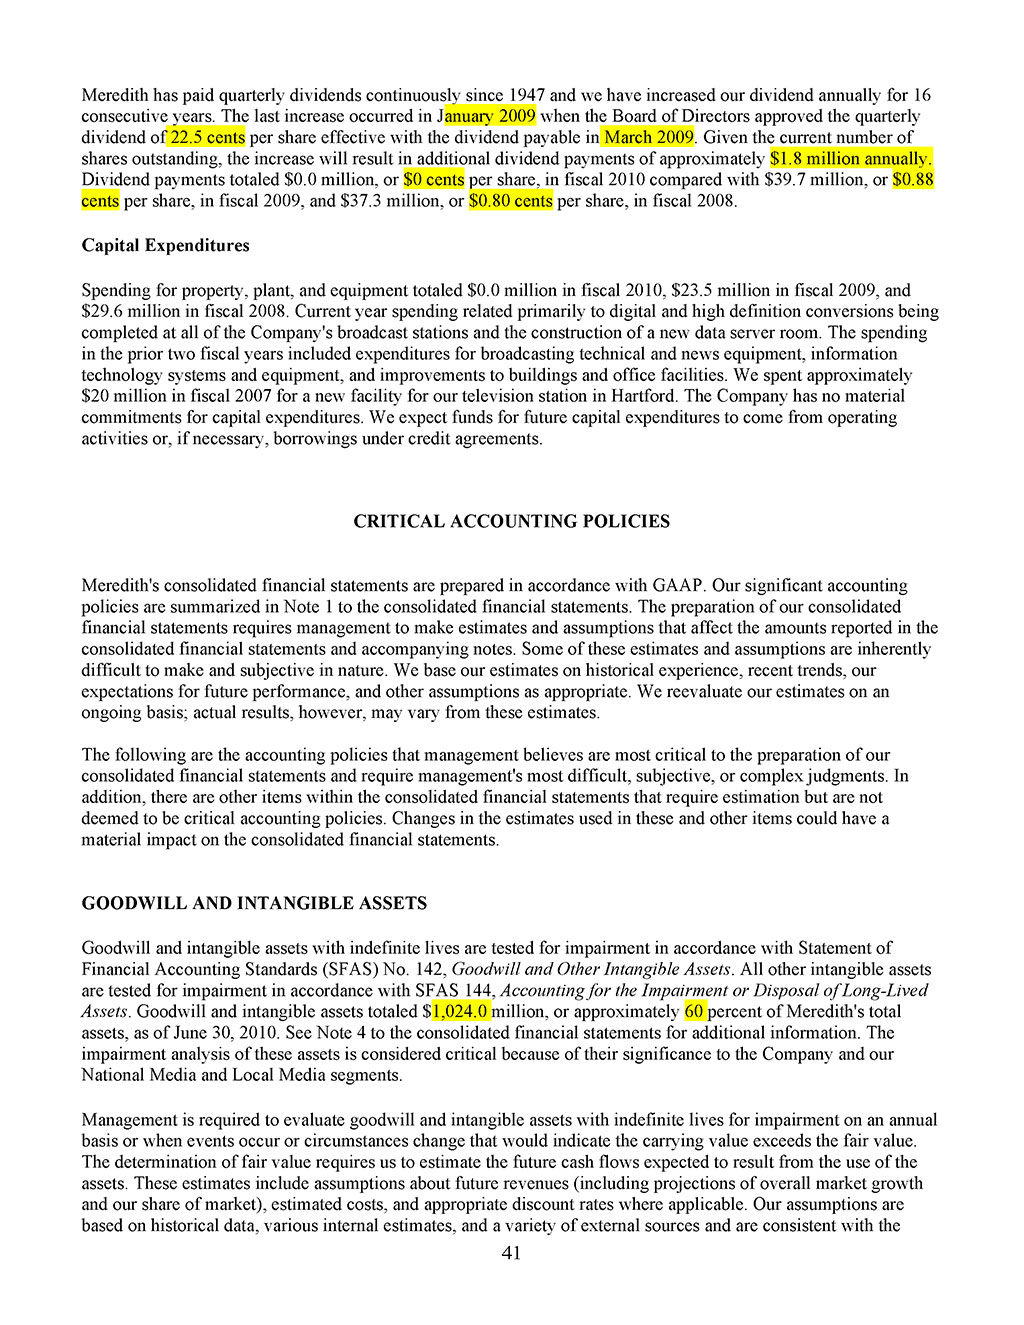 Meredith has paid quarterly dividends continuously since 1947 and we have increased our dividend annually for 16
consecutive years. The last increase occurred in January 2009 when the Board of Directors approved the quarterly
dividend of 22.5 cents per share effective with the dividend payable in March 2009. Given the current number of
shares outstanding, the increase will result in additional dividend payments of approximately $1.8 million annually.
Dividend payments totaled $0.0 million, or $0 cents per share, in fiscal 2010 compared with $39.7 million, or $0.88
cents per share, in fiscal 2009, and $37.3 million, or $0.80 cents per share, in fiscal 2008.
Capital Expenditures
Spending for property, plant, and equipment totaled $0.0 million in fiscal 2010, $23.5 million in fiscal 2009, and
$29.6 million in fiscal 2008. Current year spending related primarily to digital and high definition conversions being
completed at all of the Company's broadcast stations and the construction of a new data server room. The spending
in the prior two fiscal years included expenditures for broadcasting technical and news equipment, information
technology systems and equipment, and improvements to buildings and office facilities. We spent approximately
$20 million in fiscal 2007 for a new facility for our television station in Hartford. The Company has no material
commitments for capital expenditures. We expect funds for future capital expenditures to come from operating
activities or, if necessary, borrowings under credit agreements.
CRITICAL ACCOUNTING POLICIES
Meredith's consolidated financial statements are prepared in accordance with GAAP. Our significant accounting
policies are summarized in Note 1 to the consolidated financial statements. The preparation of our consolidated
financial statements requires management to make estimates and assumptions that affect the amounts reported in the
consolidated financial statements and accompanying notes. Some of these estimates and assumptions are inherently
difficult to make and subjective in nature. We base our estimates on historical experience, recent trends, our
expectations for future performance, and other assumptions as appropriate. We reevaluate our estimates on an
ongoing basis; actual results, however, may vary from these estimates.
The following are the accounting policies that management believes are most critical to the preparation of our
consolidated financial statements and require management's most difficult, subjective, or complex judgments. In
addition, there are other items within the consolidated financial statements that require estimation but are not
deemed to be critical accounting policies. Changes in the estimates used in these and other items could have a
material impact on the consolidated financial statements.
GOODWILL AND INTANGIBLE ASSETS
Goodwill and intangible assets with indefinite lives are tested for impairment in accordance with Statement of
Financial Accounting Standards (SFAS) No. 142, Goodwill and Other Intangible Assets. All other intangible assets
are tested for impairment in accordance with SFAS 144, Accounting for the Impairment or Disposal of Long-Lived
Assets. Goodwill and intangible assets totaled $1,024.0 million, or approximately 60 percent of Meredith's total
assets, as of June 30, 2010. See Note 4 to the consolidated financial statements for additional information. The
impairment analysis of these assets is considered critical because of their significance to the Company and our
National Media and Local Media segments.
Management is required to evaluate goodwill and intangible assets with indefinite lives for impairment on an annual
basis or when events occur or circumstances change that would indicate the carrying value exceeds the fair value.
The determination of fair value requires us to estimate the future cash flows expected to result from the use of the
assets. These estimates include assumptions about future revenues (including projections of overall market growth
and our share of market), estimated costs, and appropriate discount rates where applicable. Our assumptions are
based on historical data, various internal estimates, and a variety of external sources and are consistent with the
41